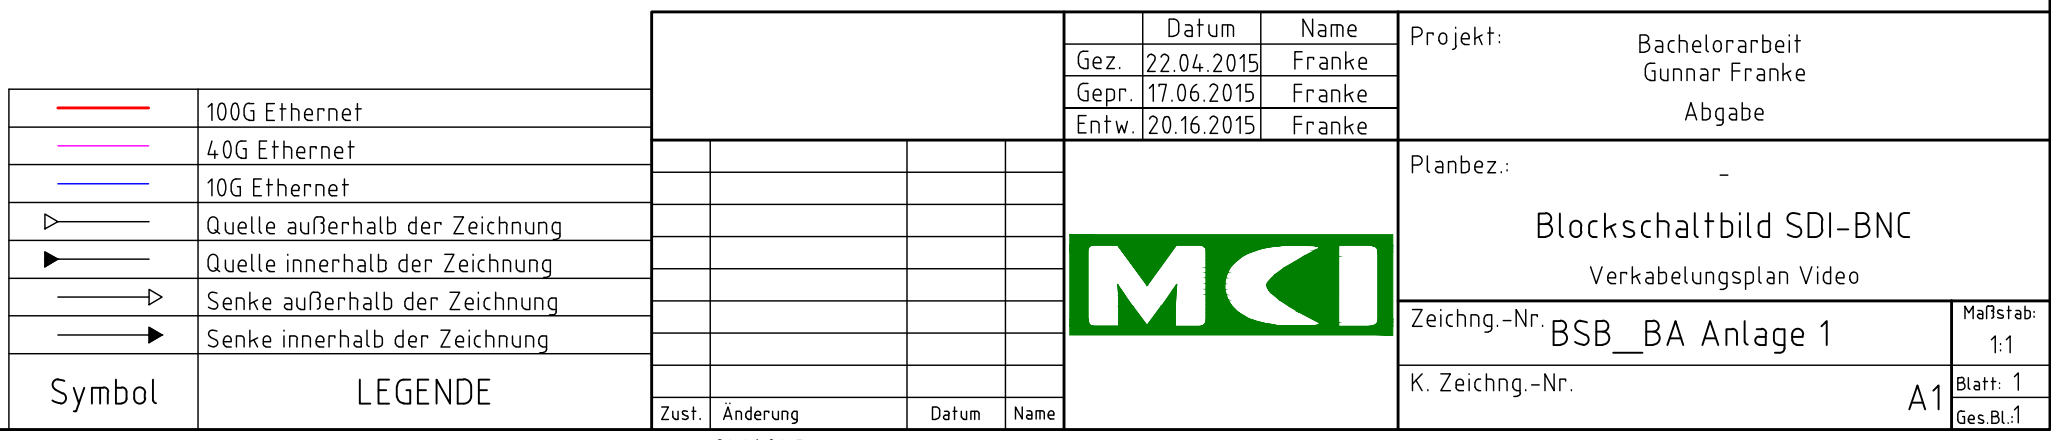 100G Ethernet
40G Ethernet
10G Ethernet
Quelle außerhalb der Zeichnung
Quelle innerhalb der Zeichnung
Senke außerhalb der Zeichnung
Senke innerhalb der Zeichnung
Symbol LEGENDE
Zust. Änderung Datum Name
Datum Name
Gez. 22.04.2015 Franke
Gepr. 17.06.2015 Franke
Entw. 20.16.2015 Franke
MCI
Projekt: Bachelorarbeit
Gunnar Franke
Abgabe
Planbez.: -
Blockschaltbild SDI-BNC
Verkabelungsplan Video
Zeichng.-Nr. BSB_BA Anlage 1
Maßstab:
1:1
K. Zeichng.-Nr. A1
Blatt: 1
Ges.Bl.:1